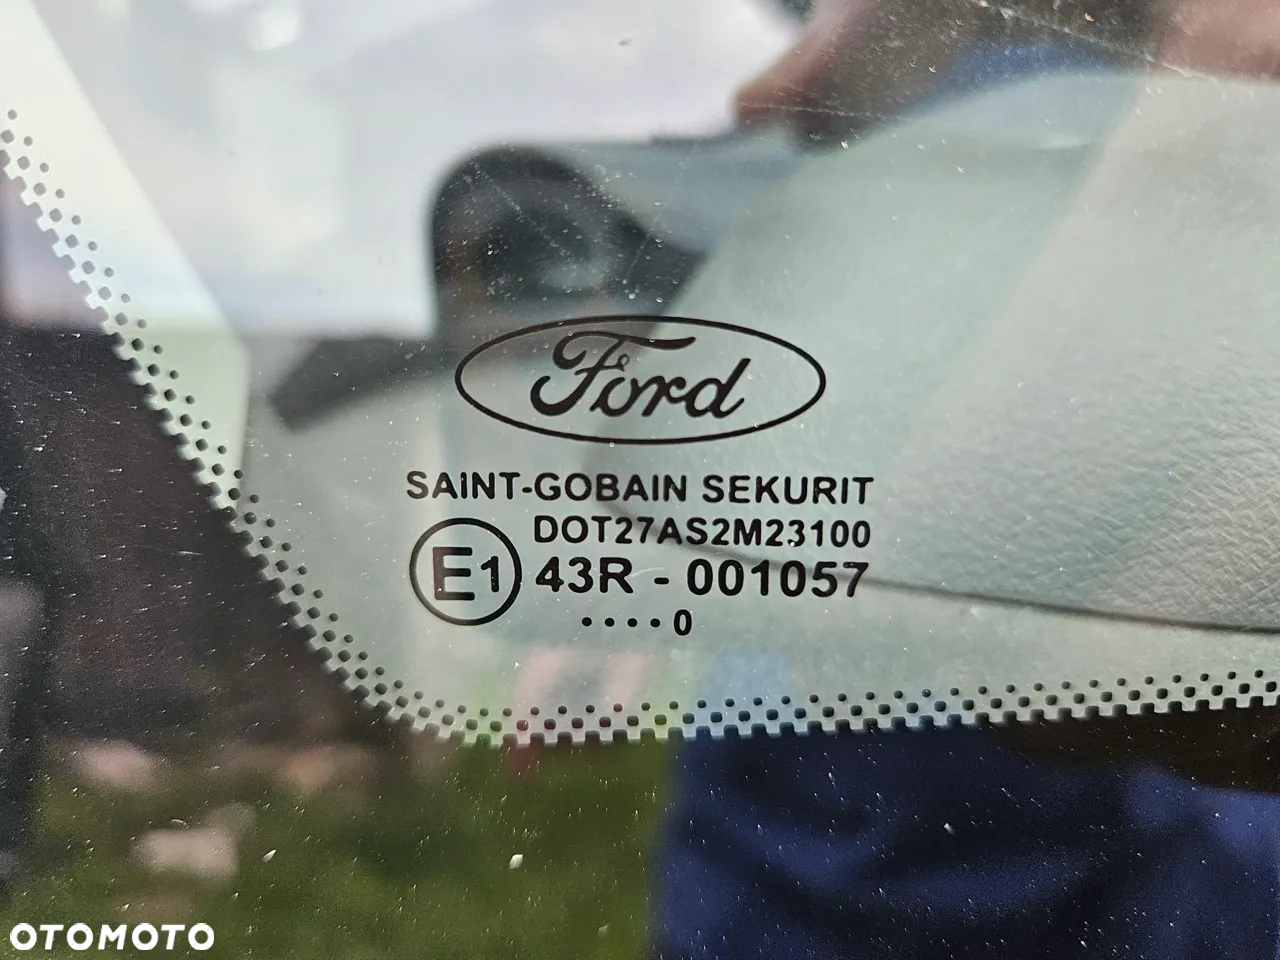 Ford
SAINT-GOBAIN SEKURIT
DOT27AS2M23100
E1 43R - 001057
....0
OTOMOTO